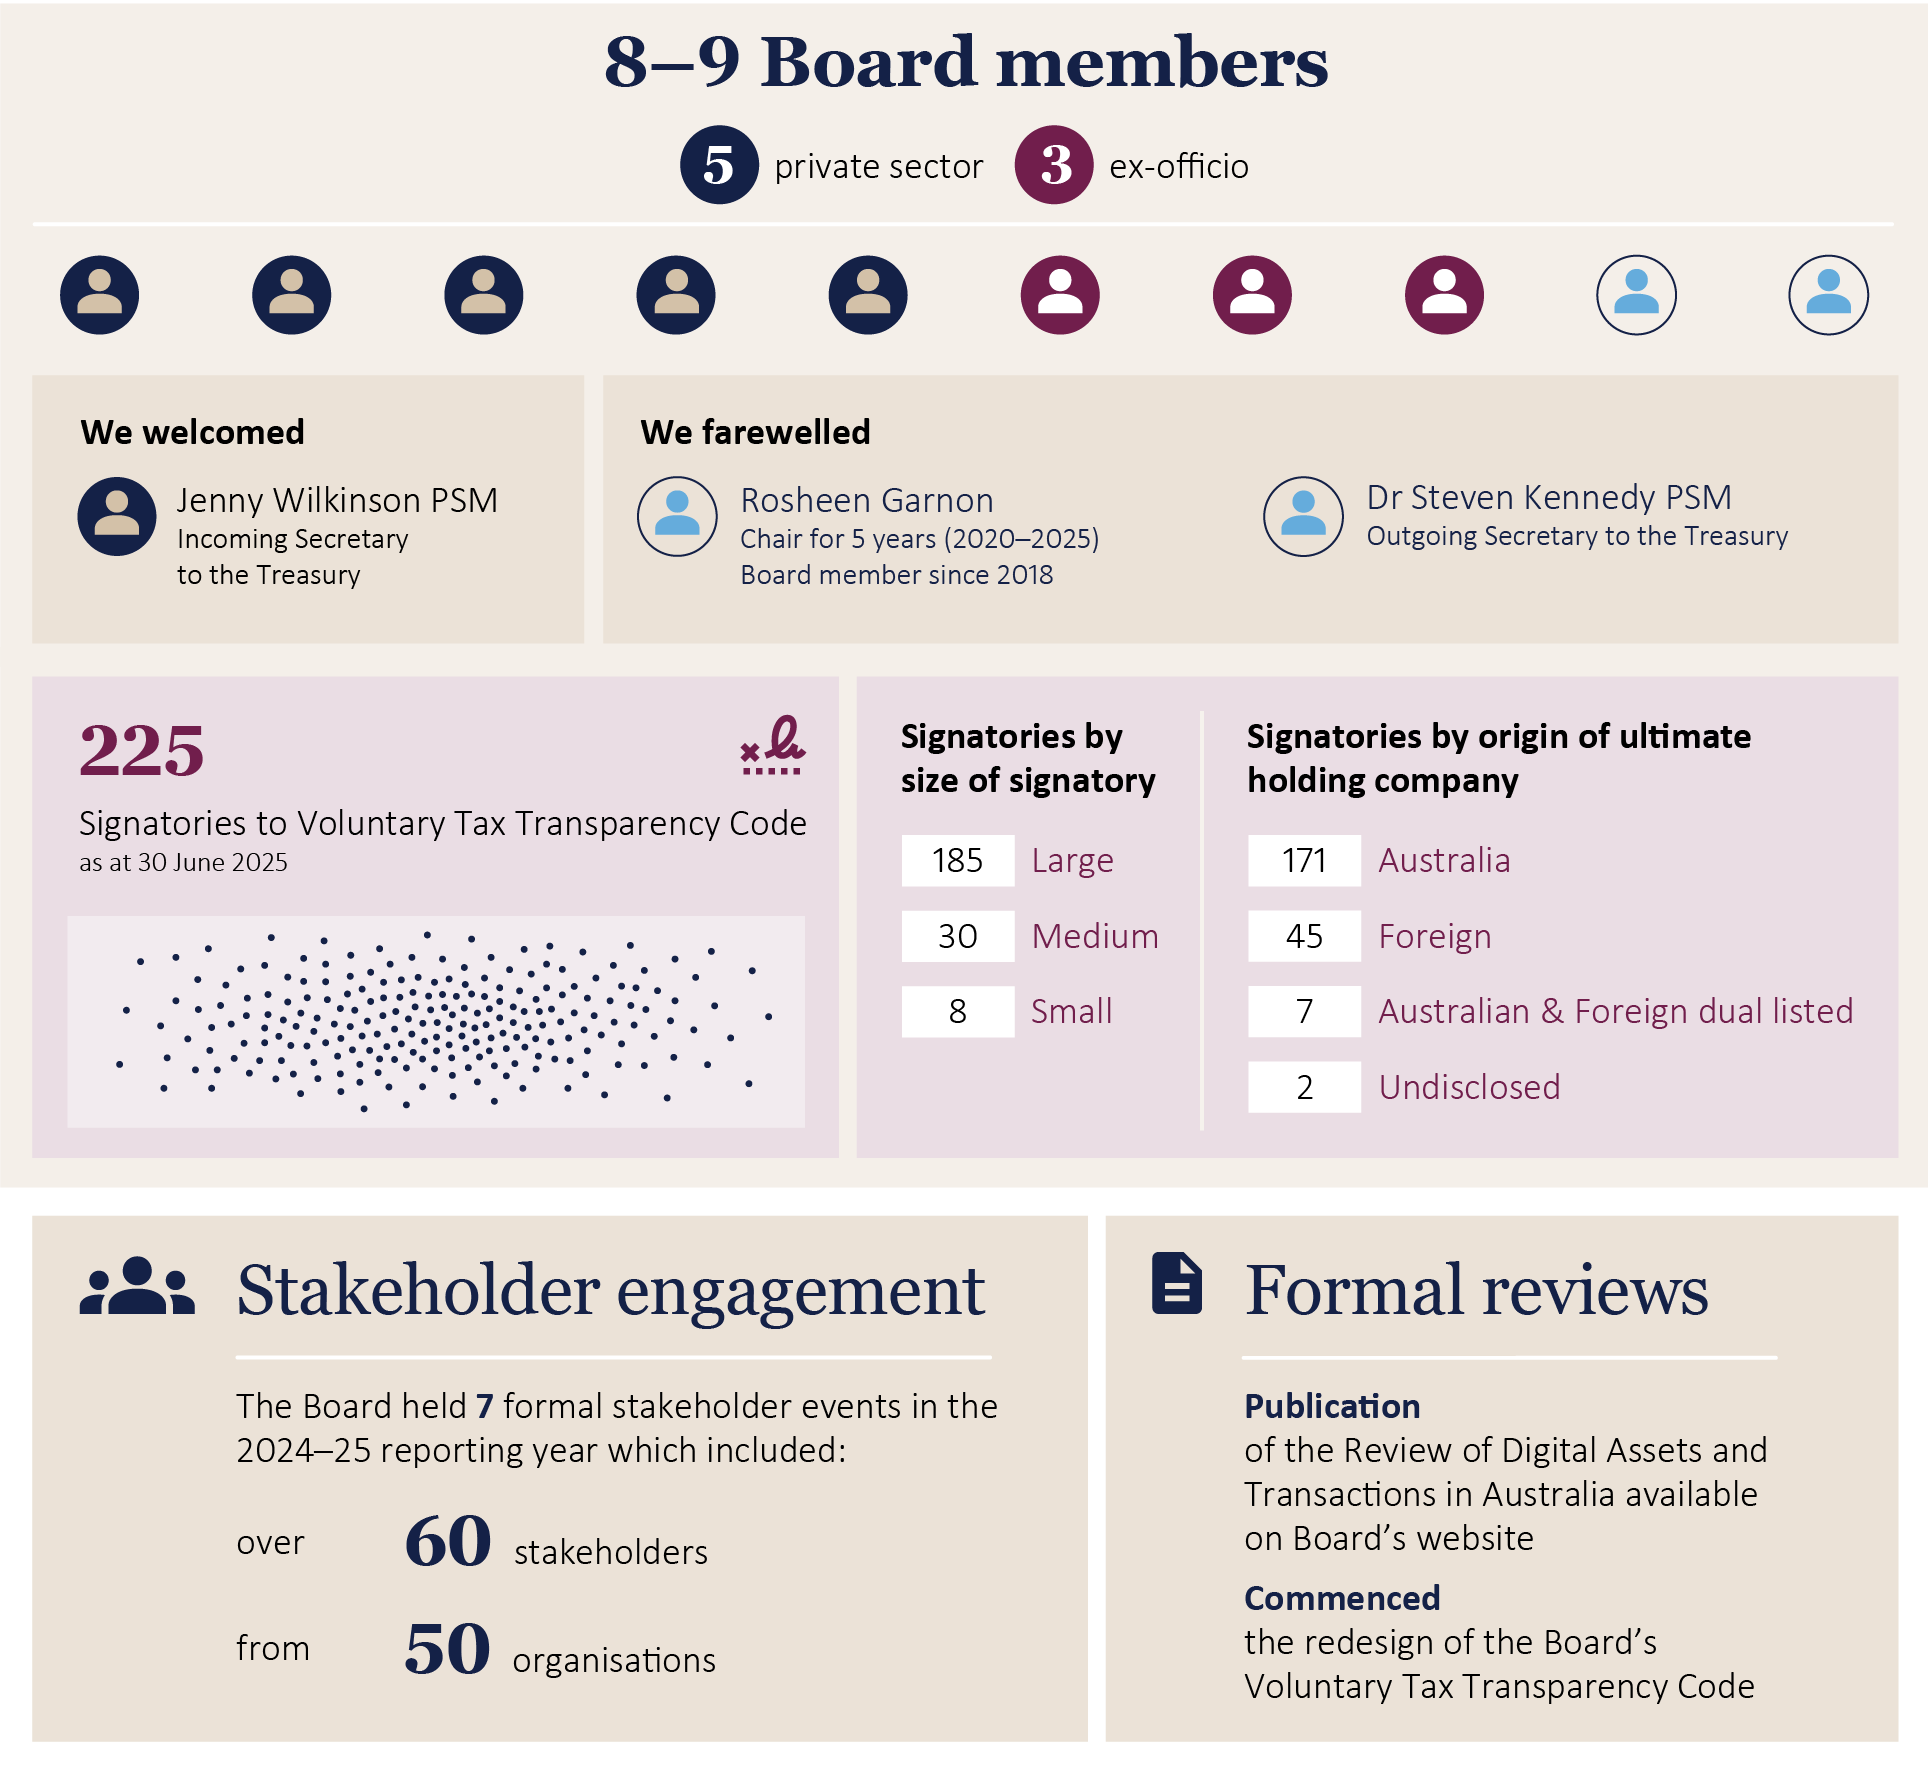 8–9 Board members
5 private sector 3 ex-officio
We welcomed
Jenny Wilkinson PSM
Incoming Secretary
to the Treasury
We farewelled
Rosheen Garnon
Chair for 5 years (2020–2025)
Board member since 2018
Dr Steven Kennedy PSM
Outgoing Secretary to the Treasury
225
Signatories to Voluntary Tax Transparency Code
as at 30 June 2025
Signatories by
size of signatory
185 Large
30 Medium
8 Small
Signatories by origin of ultimate
holding company
171 Australia
45 Foreign
7 Australian & Foreign dual listed
2 Undisclosed
Stakeholder engagement
The Board held 7 formal stakeholder events in the
2024–25 reporting year which included:
over 60 stakeholders
from 50 organisations
Formal reviews
Publication
of the Review of Digital Assets and
Transactions in Australia available
on Board’s website
Commenced
the redesign of the Board’s
Voluntary Tax Transparency Code